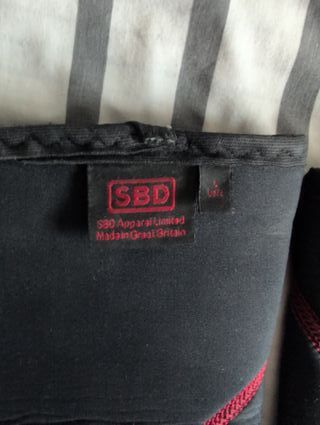 SBD
SBD Apparel Limited
Made in Great Britain
L